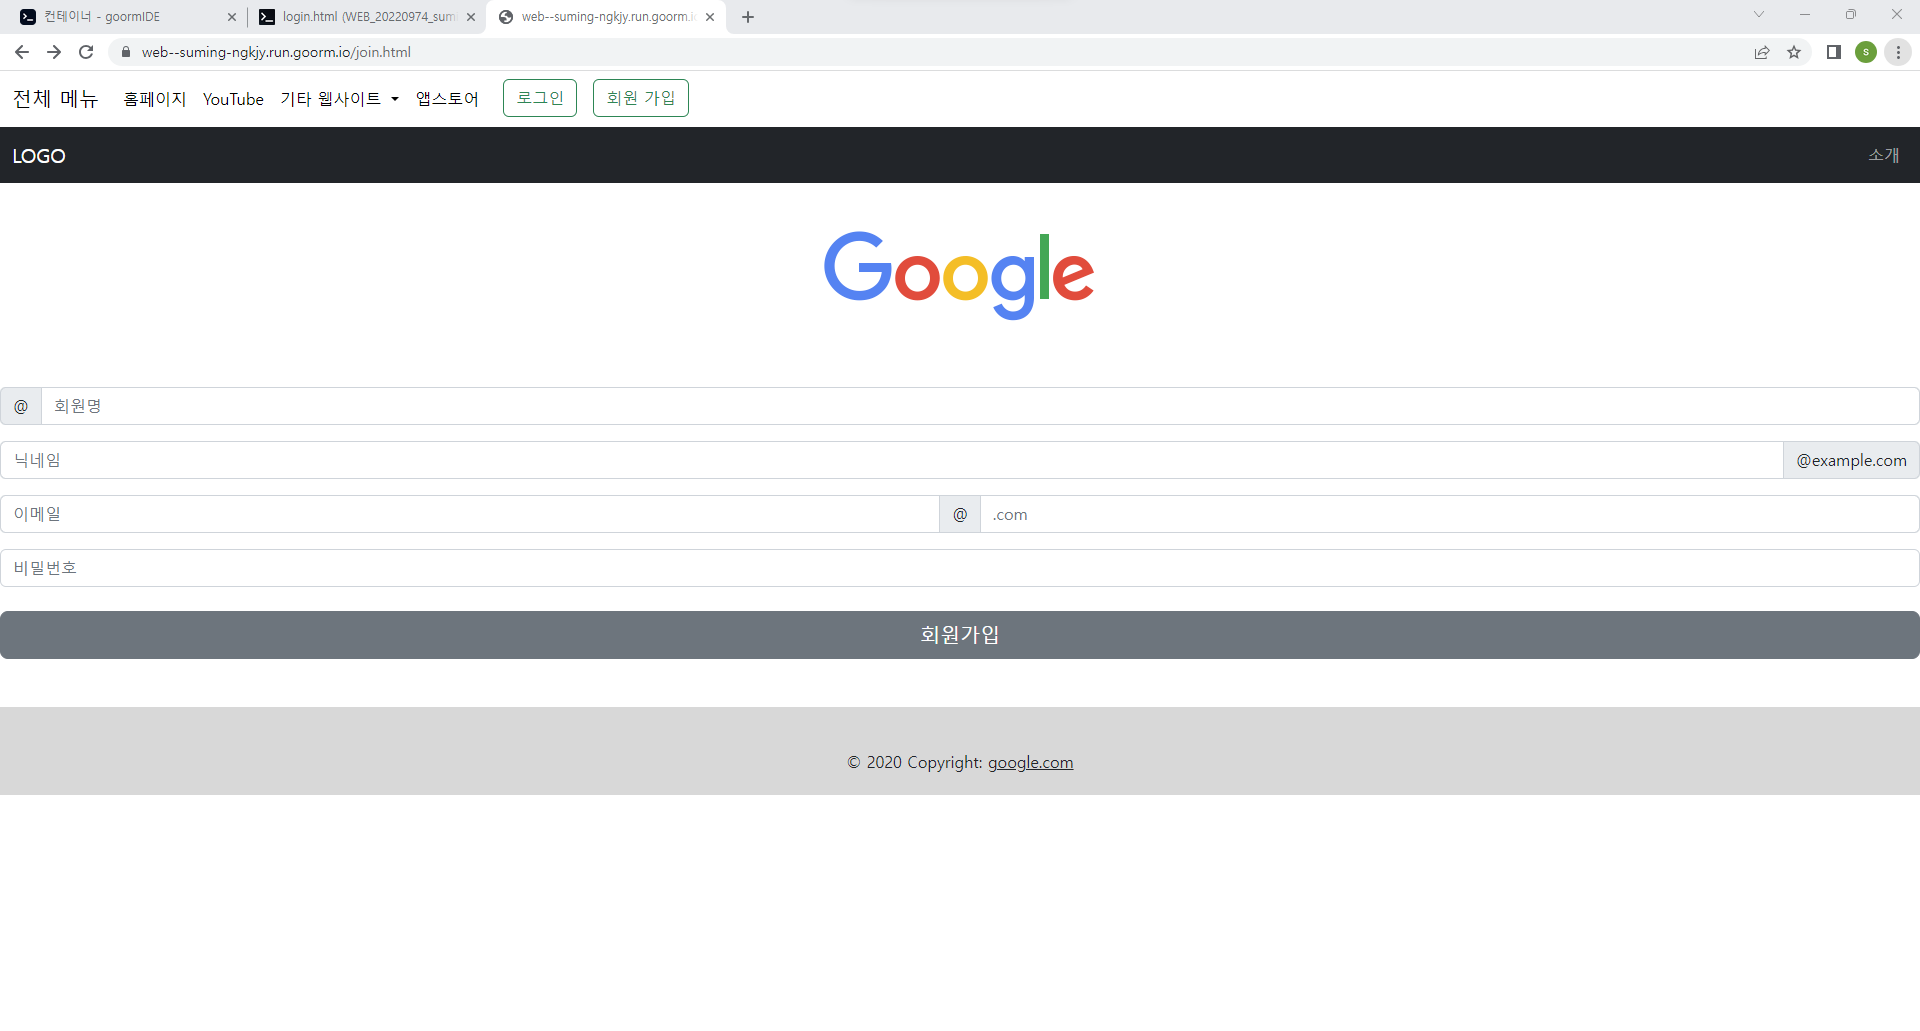 컨테이너 - goormIDE
login.html (WEB_20220974_sumi
web--suming-ngkjy.run.goorm.i
web--suming-ngkjy.run.goorm.io/join.html
s
전체 메뉴 홈페이지 YouTube 기타 웹사이트 앱스토어 로그인 회원 가입
LOGO 소개
Google
@ 회원명
닉네임 @example.com
이메일 @ .com
비밀번호
회원가입
© 2020 Copyright: google.com